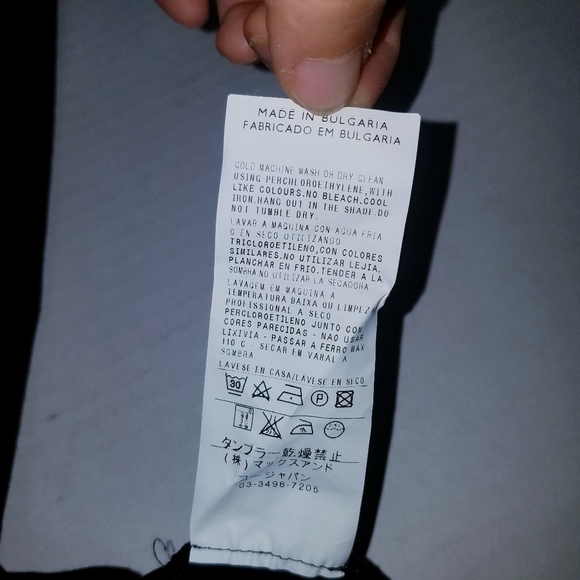 MADE IN BULGARIA
FABRICADO EM BULGARIA
COLD MACHINE WASH OR DRY CLEAN
USING PERCHLOROETHYLENE,WITH
LIKE COLOURS.NO BLEACH.COOL
IRON.HANG OUT IN THE SHADE.DO
NOT TUMBLE DRY.
LAVAR A MAQUINA CON AGUA FRIA
O EN SECO UTILIZANDO
TRICLOROETILENO,CON COLORES
SIMILARES.NO UTILIZAR LEJIA.
PLANCHAR EN FRIO.TENDER A LA
SOMBRA.NO UTILIZAR LA SECADORA.
LAVAGEM EM MAQUINA A
TEMPERATURA BAIXA OU LIMPEZA
PROFISSIONAL A SECO
PERCLOROETILENO JUNTO COM
CORES PARECIDAS - NAO USAR
LIXIVIA - PASSAR A FERRO MAX
110 C - SECAR EM VARAL A
SOMBRA
LAVESE EN CASA/LAVESE EN SECO
30 P
タンブラー乾燥禁止
(株)マックスアンド
コージャパン
03-3498-7205